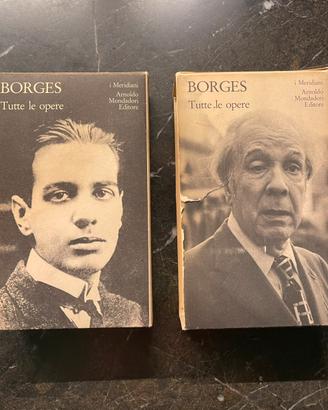 BORGES
Tutte le opere
i Meridiani
Arnoldo
Mondadori
Editore
BORGES
Tutte le opere
i Meridiani
Arnoldo
Mondadori
Editore